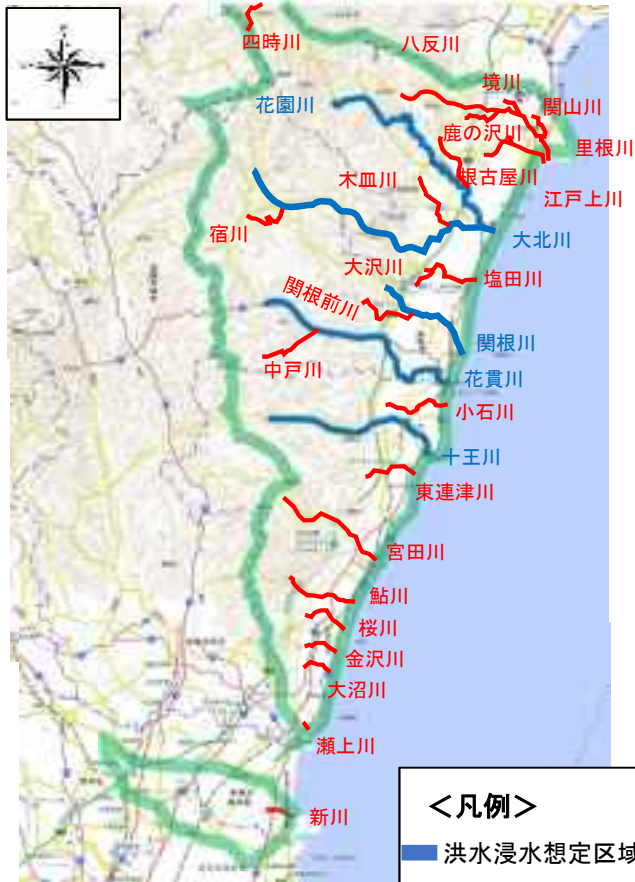 四時川
八反川
境川
花園川
関山川
鹿の沢川
里根川
木皿川
根古屋川
江戸上川
宿川
大北川
大沢川
塩田川
関根前川
関根川
中戸川
花貫川
小石川
十王川
東連津川
宮田川
鮎川
桜川
金沢川
大沼川
瀬上川
新川
<凡例>
洪水浸水想定区域